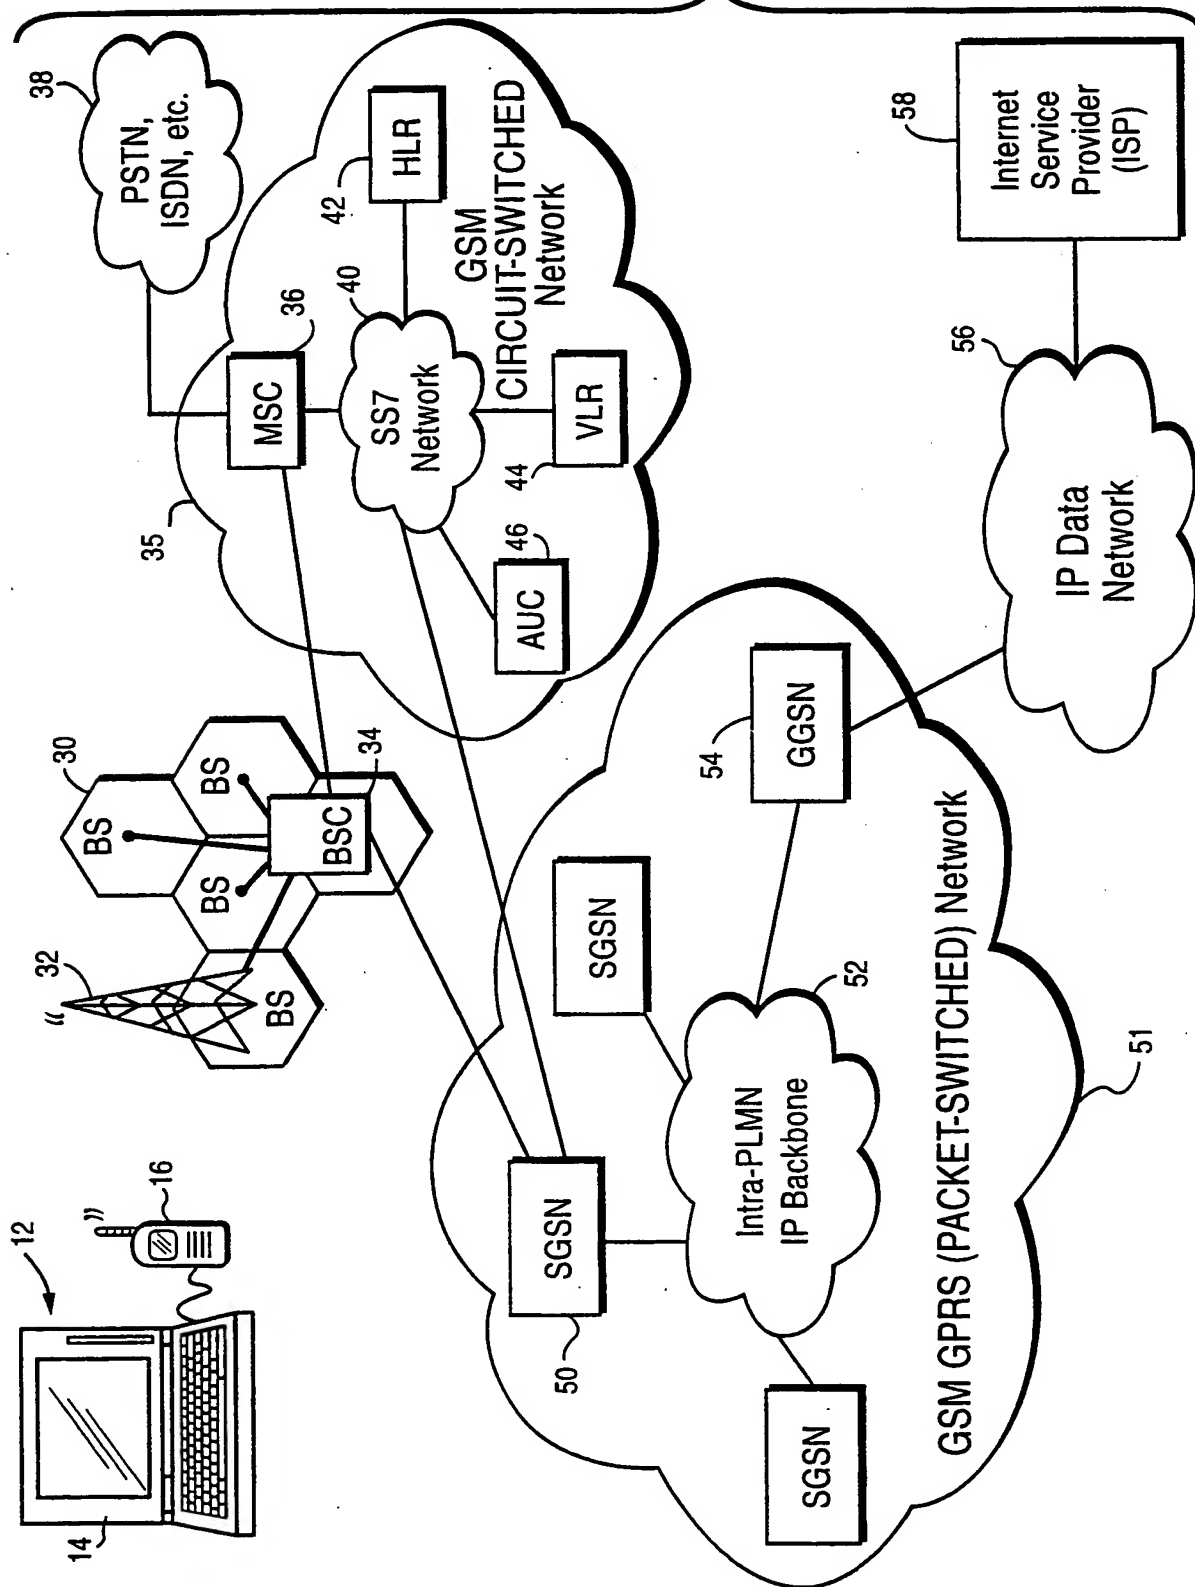 12
14
16
32
BS
BS
BS
BS
30
BSC
34
38
PSTN,
ISDN, etc.
35
MSC
36
SS7
Network
40
HLR
42
VLR
44
AUC
46
GSM
CIRCUIT-SWITCHED
Network
SGSN
50
SGSN
SGSN
Intra-PLMN
IP Backbone
52
GGSN
54
GSM GPRS (PACKET-SWITCHED) Network
51
IP Data
Network
56
Internet
Service
Provider
(ISP)
58